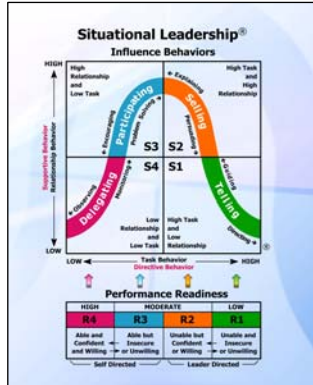 Situational Leadership®
Influence Behaviors
HIGH
High
Relationship
and
Low Task
High Task
and
High
Relationship
Participating
Encouraging
Problem Solving
Selling
Explaining
Persuading
S3
S2
S4
S1
Delegating
Observing
Monitoring
Telling
Guiding
Directing
Supportive Behavior
Relationship Behavior
Low
Relationship
and
Low Task
High Task
and
Low
Relationship
LOW
LOW
Task Behavior
Directive Behavior
HIGH
Performance Readiness
HIGH MODERATE LOW
R4 R3 R2 R1
Able and Able but Unable but Unable and
Confident Insecure Confident Insecure
and Willing or Unwilling or Willing or Unwilling
Self Directed Leader Directed